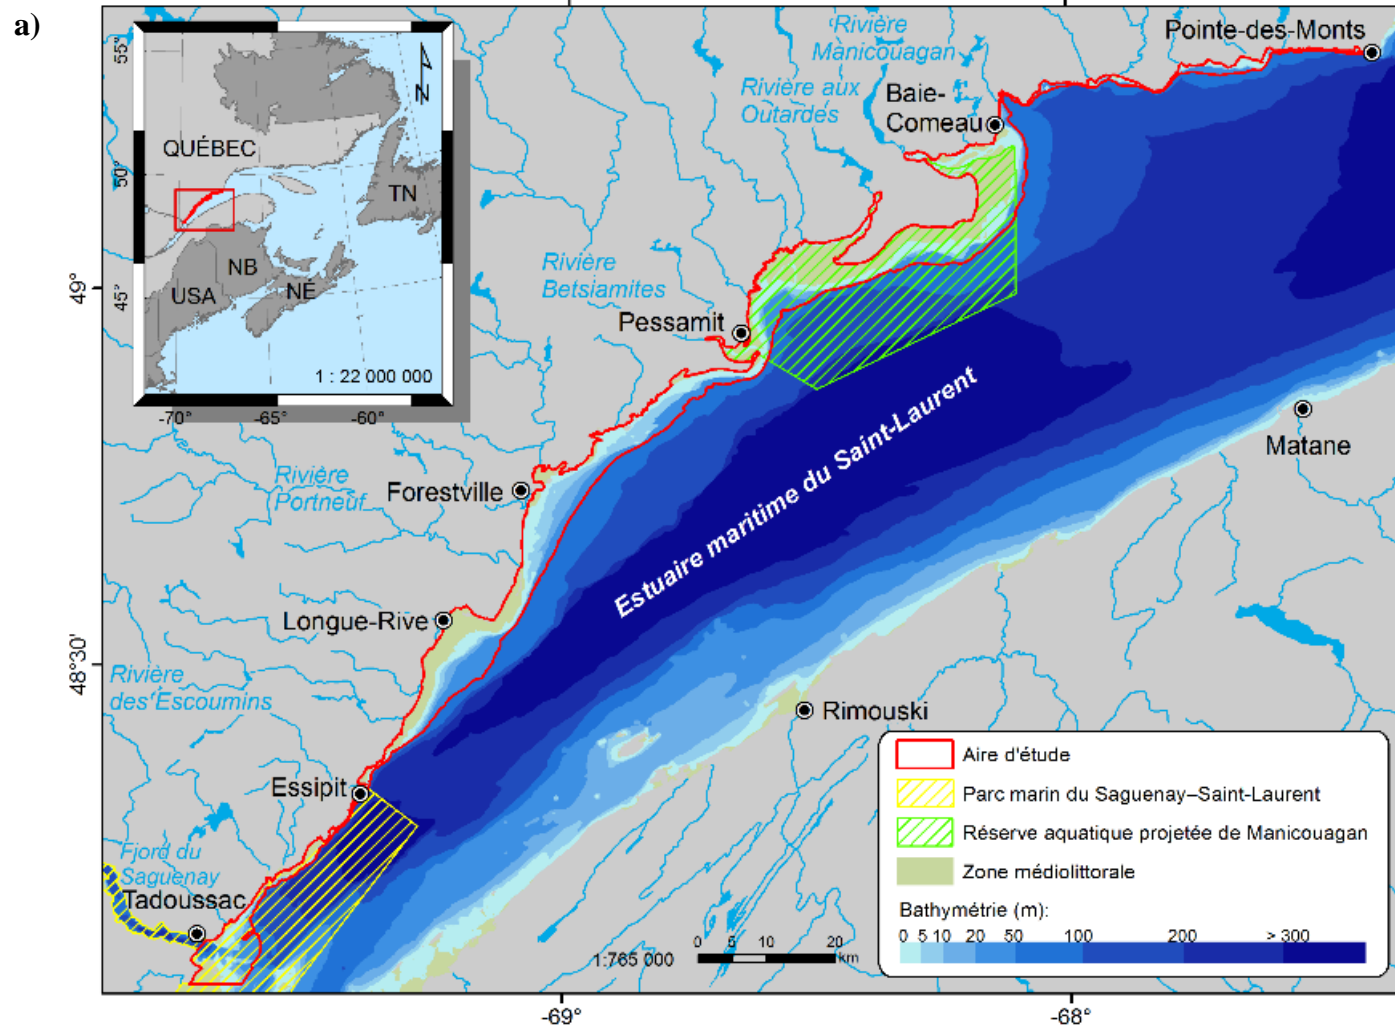 a)
55°
50°
45°
N
QUÉBEC
TN
NB
USA
NÉ
1 : 22 000 000
-70°
-65°
-60°
Rivière
Manicouagan
Rivière aux
Outardes
Baie-
Comeau
Pointe-des-Monts
49°
Rivière
Betsiamites
Pessamit
Matane
Estuaire maritime du Saint-Laurent
Rivière
Portneuf
Forestville
Longue-Rive
48°30'
Rivière
des Escoumins
Rimouski
Essipit
Fjord du
Saguenay
Tadoussac
Aire d'étude
Parc marin du Saguenay–Saint-Laurent
Réserve aquatique projetée de Manicouagan
Zone médiolittorale
Bathymétrie (m):
0 5 10 20 50 100 200 > 300
1:765 000
0 5 10 20
km
-69°
-68°